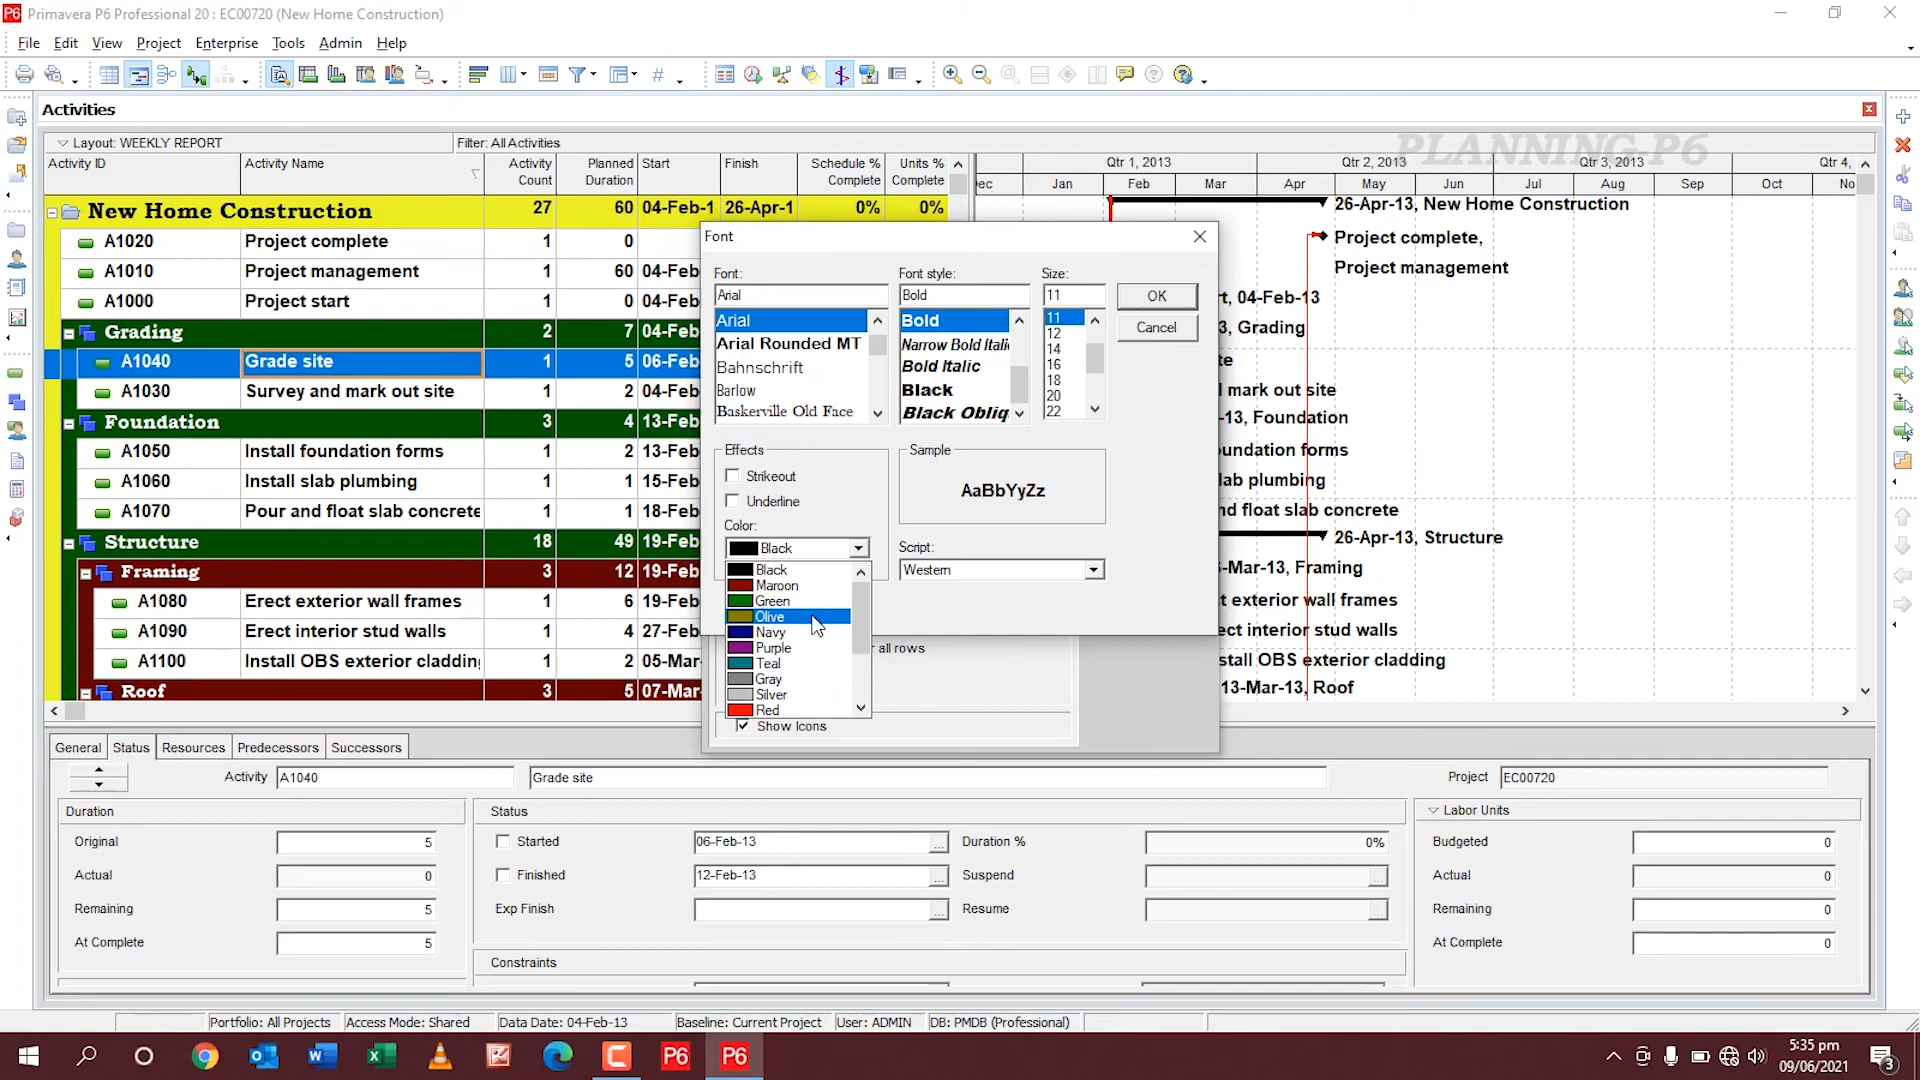 Primavera P6 Professional 20 : EC00720 (New Home Construction)
File Edit View Project Enterprise Tools Admin Help
Activities
PLANNING-P6
Layout: WEEKLY REPORT Filter: All Activities
Activity ID Activity Name Activity Count Planned Duration Start Finish Schedule % Complete Units % Complete
Qtr 1, 2013 Qtr 2, 2013 Qtr 3, 2013 Qtr 4,
Jan Feb Mar Apr May Jun Jul Aug Sep Oct No
New Home Construction 27 60 04-Feb-1 26-Apr-1 0% 0% 26-Apr-13, New Home Construction
A1020 Project complete 1 0 Project complete,
A1010 Project management 1 60 04-Feb Project management
A1000 Project start 1 0 04-Feb rt, 04-Feb-13
Grading 2 7 04-Feb 3, Grading
A1040 Grade site 1 5 06-Feb te
A1030 Survey and mark out site 1 2 04-Feb l mark out site
Foundation 3 4 13-Feb -13, Foundation
A1050 Install foundation forms 1 2 13-Feb undation forms
A1060 Install slab plumbing 1 1 15-Feb lab plumbing
A1070 Pour and float slab concrete 1 1 18-Feb nd float slab concrete
Structure 18 49 19-Feb 26-Apr-13, Structure
Framing 3 12 19-Feb -Mar-13, Framing
A1080 Erect exterior wall frames 1 6 19-Feb t exterior wall frames
A1090 Erect interior stud walls 1 4 27-Feb ect interior stud walls
A1100 Install OBS exterior cladding 1 2 05-Mar stall OBS exterior cladding
Roof 3 5 07-Mar 13-Mar-13, Roof
Font
Font: Font style: Size:
Arial Bold 11 OK
Arial Bold 11
Cancel
Arial Rounded MT Narrow Bold Itali 12
Bahnschrift Bold Italic 14
Barlow Black 16
Baskerville Old Face Black Obliq 18
20
22
Effects Sample
Strikeout
AaBbYyZz
Underline
Color: Script:
Black Western
Black
Maroon
Green
Olive
Navy
Purple
Teal
Gray
Silver
Red
r all rows
Show Icons
General Status Resources Predecessors Successors
Activity A1040 Grade site Project EC00720
Duration Status Labor Units
Original 5 Started 06-Feb-13 ... Duration % 0% Budgeted 0
Actual 0 Finished 12-Feb-13 ... Suspend ... Actual 0
Remaining 5 Exp Finish ... Resume ... Remaining 0
At Complete 5 At Complete 0
Constraints
Portfolio: All Projects Access Mode: Shared Data Date: 04-Feb-13 Baseline: Current Project User: ADMIN DB: PMDB (Professional)
5:35 pm
09/06/2021
3